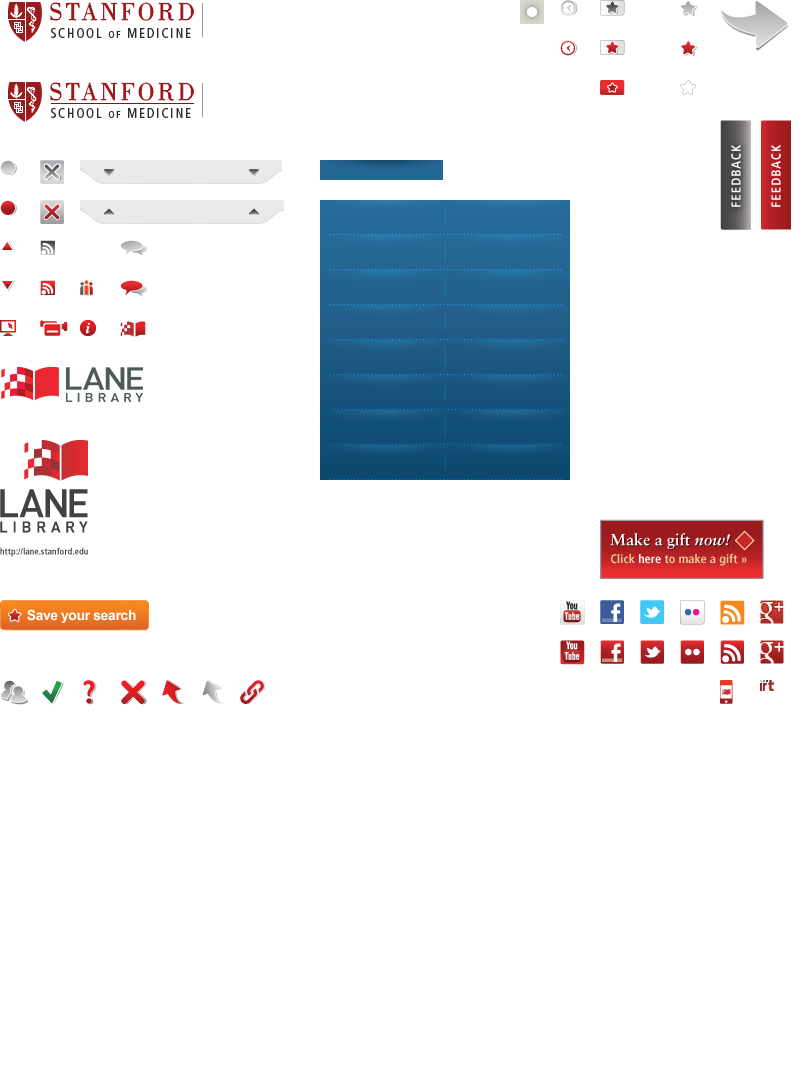 STANFORD
SCHOOL OF MEDICINE
STANFORD
SCHOOL OF MEDICINE
FEEDBACK
FEEDBACK
i
LANE
LIBRARY
LANE
LIBRARY
http://lane.stanford.edu
Make a gift now!
Click here to make a gift »
Save your search
You
Tube
f
g+
You
Tube
f
g+
?
irt